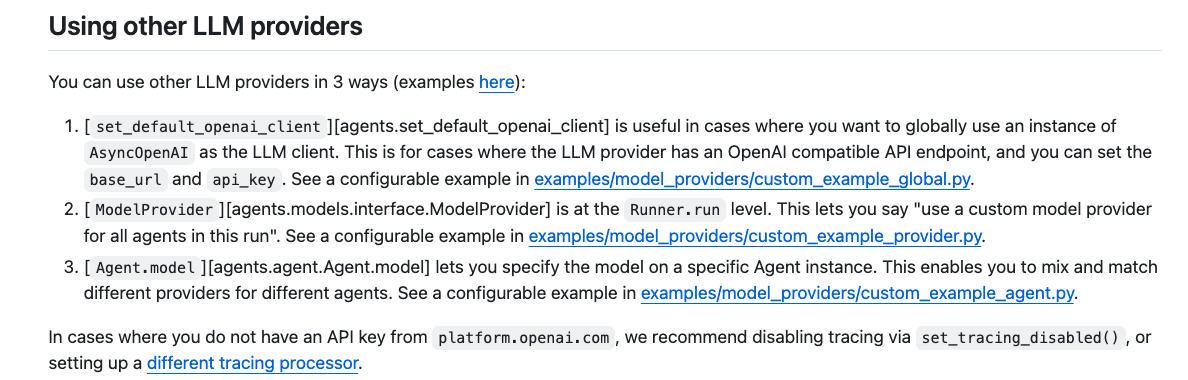 Using other LLM providers
You can use other LLM providers in 3 ways (examples here):
1. [ set_default_openai_client ][agents.set_default_openai_client] is useful in cases where you want to globally use an instance of
AsyncOpenAI as the LLM client. This is for cases where the LLM provider has an OpenAI compatible API endpoint, and you can set the
base_url and api_key . See a configurable example in examples/model_providers/custom_example_global.py.
2. [ ModelProvider ][agents.models.interface.ModelProvider] is at the Runner.run level. This lets you say "use a custom model provider
for all agents in this run". See a configurable example in examples/model_providers/custom_example_provider.py.
3. [ Agent.model ][agents.agent.Agent.model] lets you specify the model on a specific Agent instance. This enables you to mix and match
different providers for different agents. See a configurable example in examples/model_providers/custom_example_agent.py.
In cases where you do not have an API key from platform.openai.com , we recommend disabling tracing via set_tracing_disabled() , or
setting up a different tracing processor.